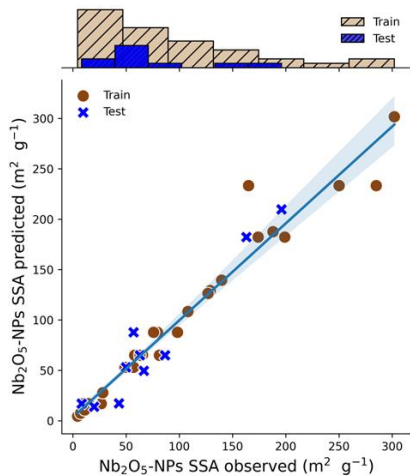 Train
Test
Train
Test
300
250
200
150
100
50
0
Nb₂O₅-NPs SSA predicted (m² g⁻¹)
0 50 100 150 200 250 300
Nb₂O₅-NPs SSA observed (m² g⁻¹)